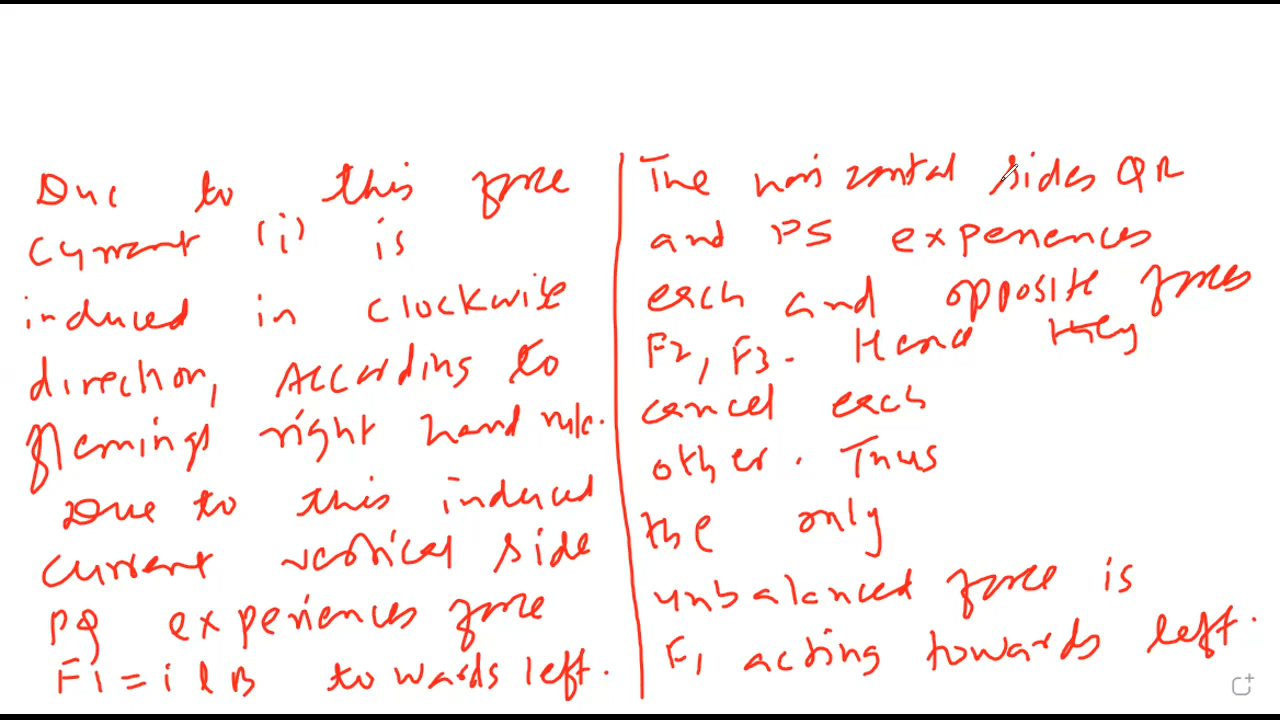 Due to this force
current (i) is
induced in clockwise
direction, According to
flemings right hand rule.
Due to this induced
current vertical side
PQ experiences force
F1 = i l B towards left.
The horizontal sides QR
and PS experiences
each and opposite forces
F2, F3. Hence they
cancel each
other. Thus
the only
unbalanced force is
F1 acting towards left.